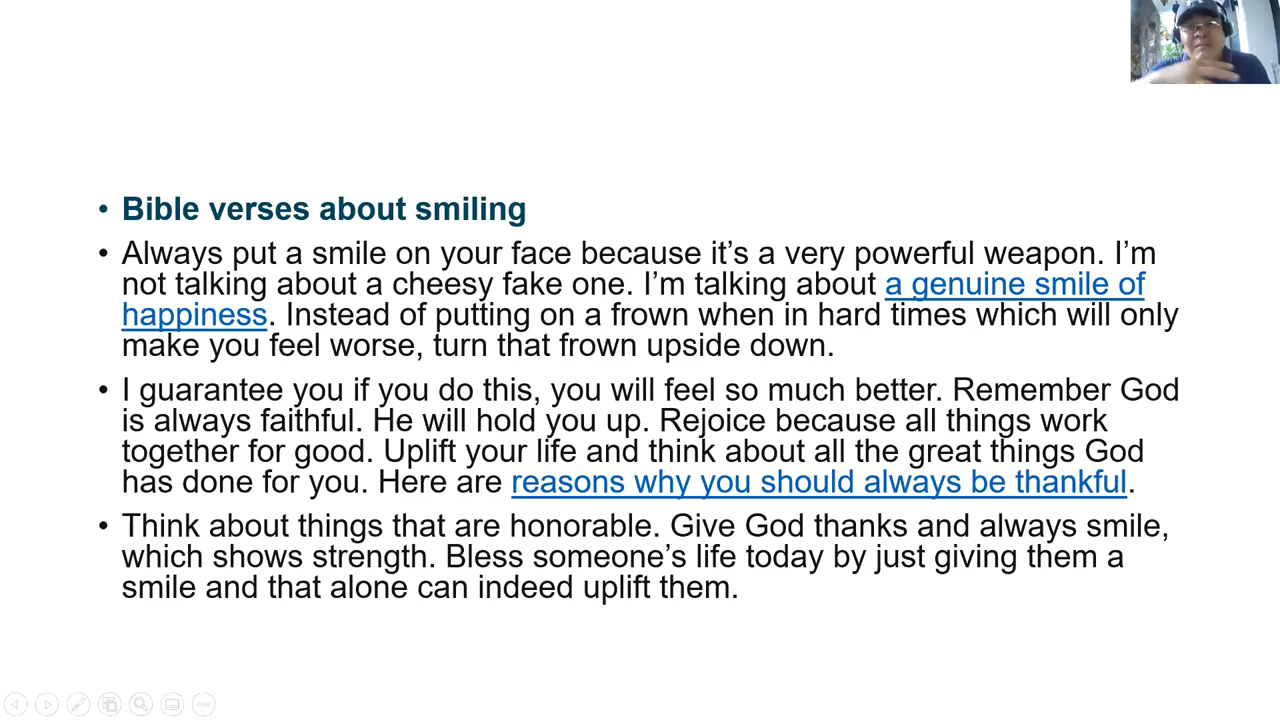 • Bible verses about smiling
• Always put a smile on your face because it’s a very powerful weapon. I’m
not talking about a cheesy fake one. I’m talking about a genuine smile of
happiness. Instead of putting on a frown when in hard times which will only
make you feel worse, turn that frown upside down.
• I guarantee you if you do this, you will feel so much better. Remember God
is always faithful. He will hold you up. Rejoice because all things work
together for good. Uplift your life and think about all the great things God
has done for you. Here are reasons why you should always be thankful.
• Think about things that are honorable. Give God thanks and always smile,
which shows strength. Bless someone’s life today by just giving them a
smile and that alone can indeed uplift them.